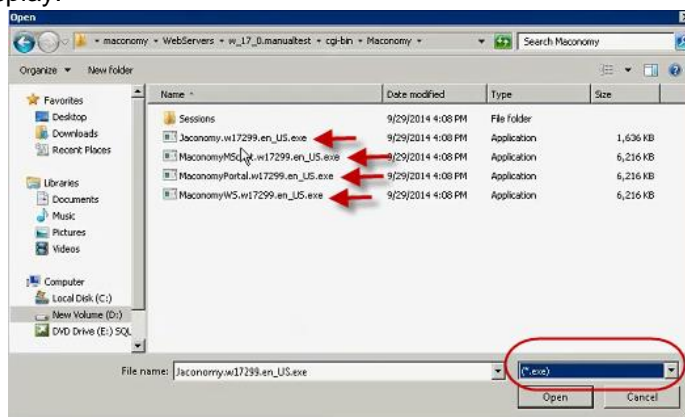 play.
Open
maconomy ▸ WebServers ▸ w_17_0.manualtest ▸ cgi-bin ▸ Maconomy ▸
Search Maconomy
Organize ▾ New folder
Favorites
Desktop
Downloads
Recent Places
Libraries
Documents
Music
Pictures
Videos
Computer
Local Disk (C:)
New Volume (D:)
DVD Drive (E:) SQL
Name Date modified Type Size
Sessions 9/29/2014 4:08 PM File folder
Jaconomy.w17299.en_US.exe 9/29/2014 4:08 PM Application 1,636 KB
MaconomyMScript.w17299.en_US.exe 9/29/2014 4:08 PM Application 6,216 KB
MaconomyPortal.w17299.en_US.exe 9/29/2014 4:08 PM Application 6,216 KB
MaconomyWS.w17299.en_US.exe 9/29/2014 4:08 PM Application 6,216 KB
File name: Jaconomy.w17299.en_US.exe (*.exe)
Open Cancel